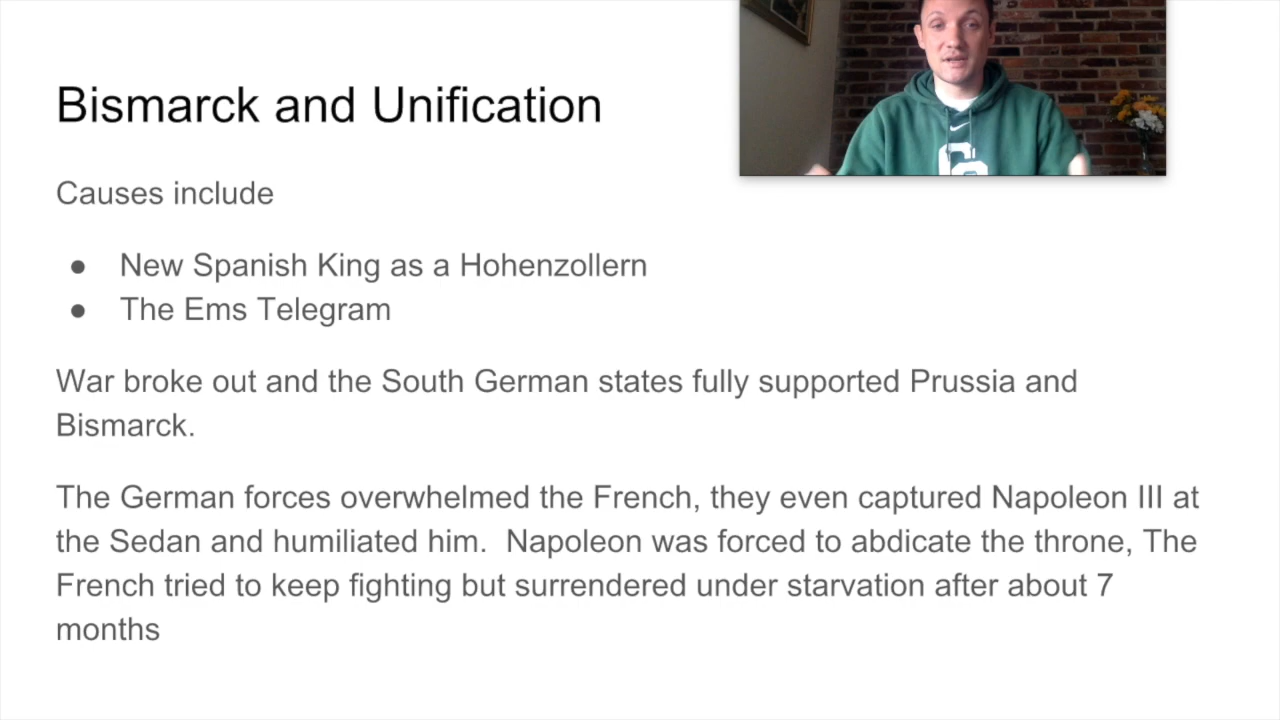 Bismarck and Unification
Causes include
● New Spanish King as a Hohenzollern
● The Ems Telegram
War broke out and the South German states fully supported Prussia and
Bismarck.
The German forces overwhelmed the French, they even captured Napoleon III at
the Sedan and humiliated him.  Napoleon was forced to abdicate the throne, The
French tried to keep fighting but surrendered under starvation after about 7
months